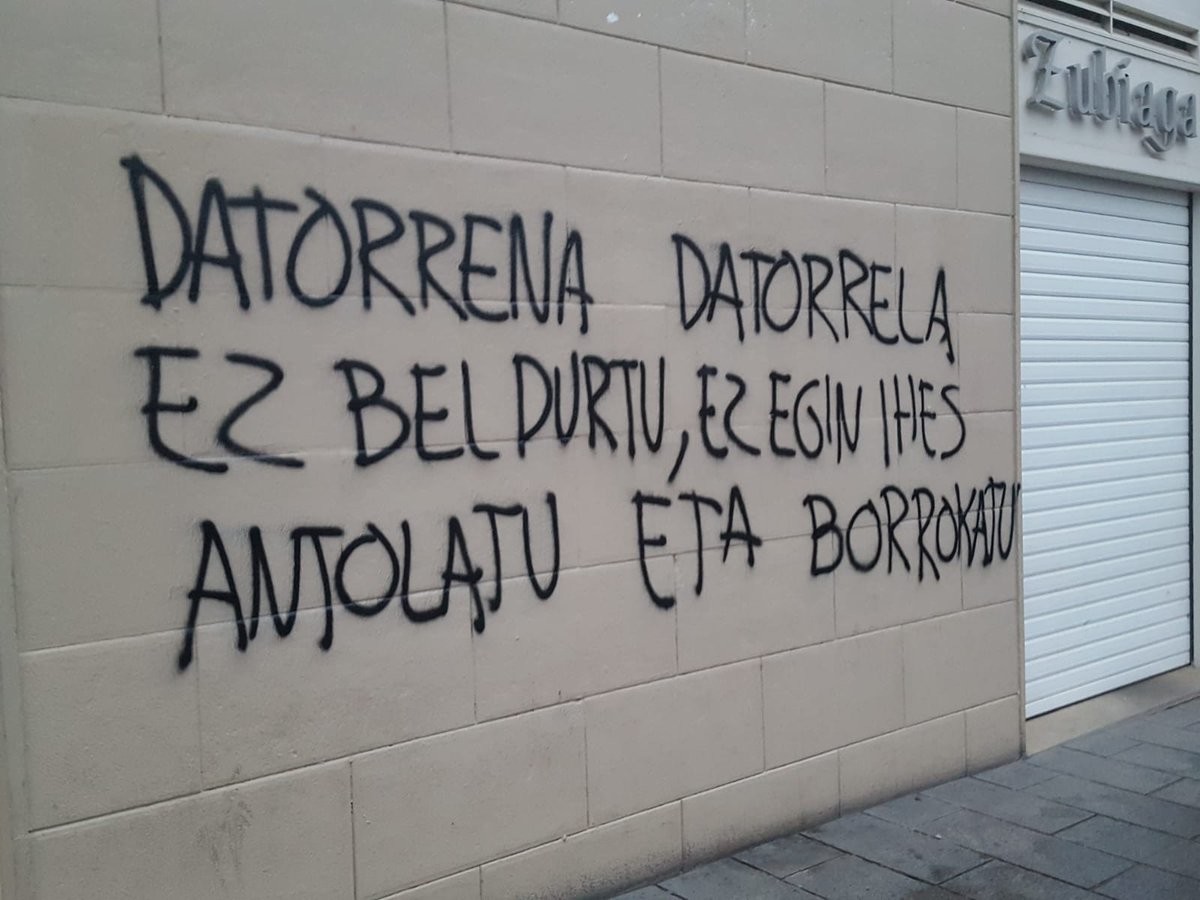 DATORRENA DATORRELA
EZ BELDURTU, EZ EGIN IHES
ANTOLATU ETA BORROKATU
Zubiaga